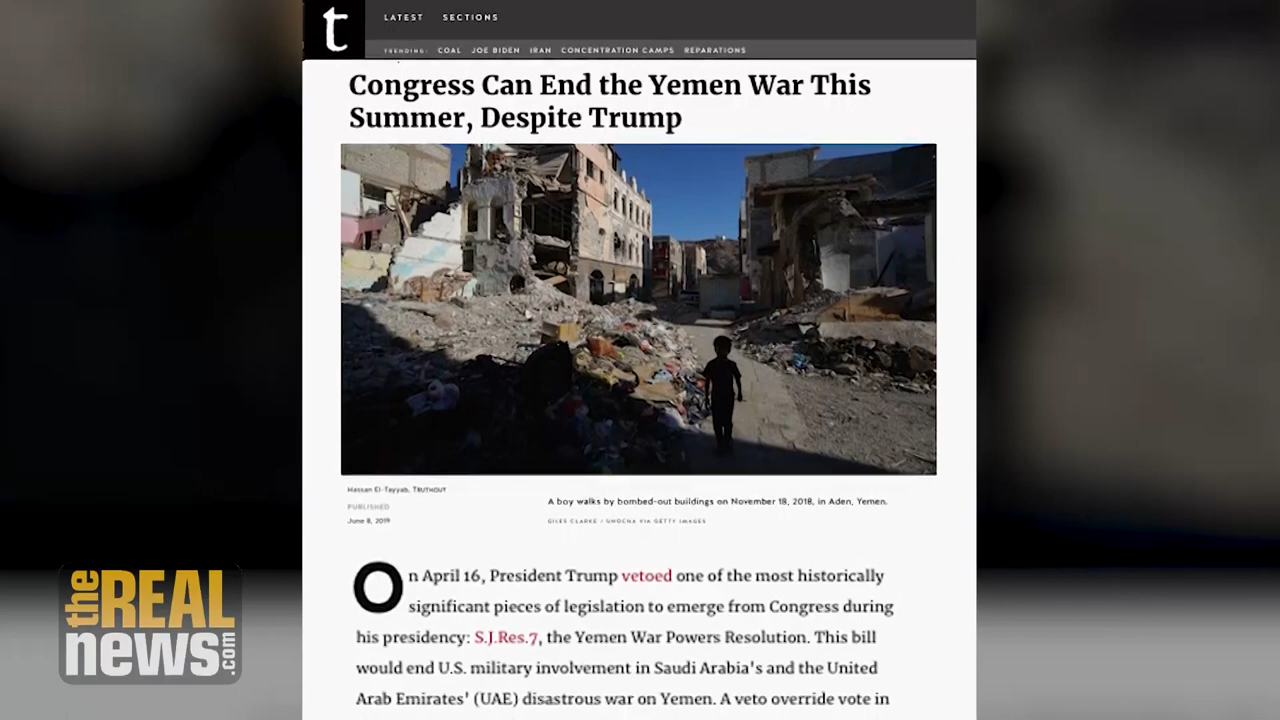 t
LATEST SECTIONS
TRENDING: COAL JOE BIDEN IRAN CONCENTRATION CAMPS REPARATIONS
Congress Can End the Yemen War This
Summer, Despite Trump
Hassan El-Tayyab, TRUTHOUT
PUBLISHED
June 8, 2019
A boy walks by bombed-out buildings on November 18, 2018, in Aden, Yemen.
GILES CLARKE / UNOCHA VIA GETTY IMAGES
On April 16, President Trump vetoed one of the most historically
significant pieces of legislation to emerge from Congress during
his presidency: S.J.Res.7, the Yemen War Powers Resolution. This bill
would end U.S. military involvement in Saudi Arabia's and the United
Arab Emirates' (UAE) disastrous war on Yemen. A veto override vote in
the REAL
news.com